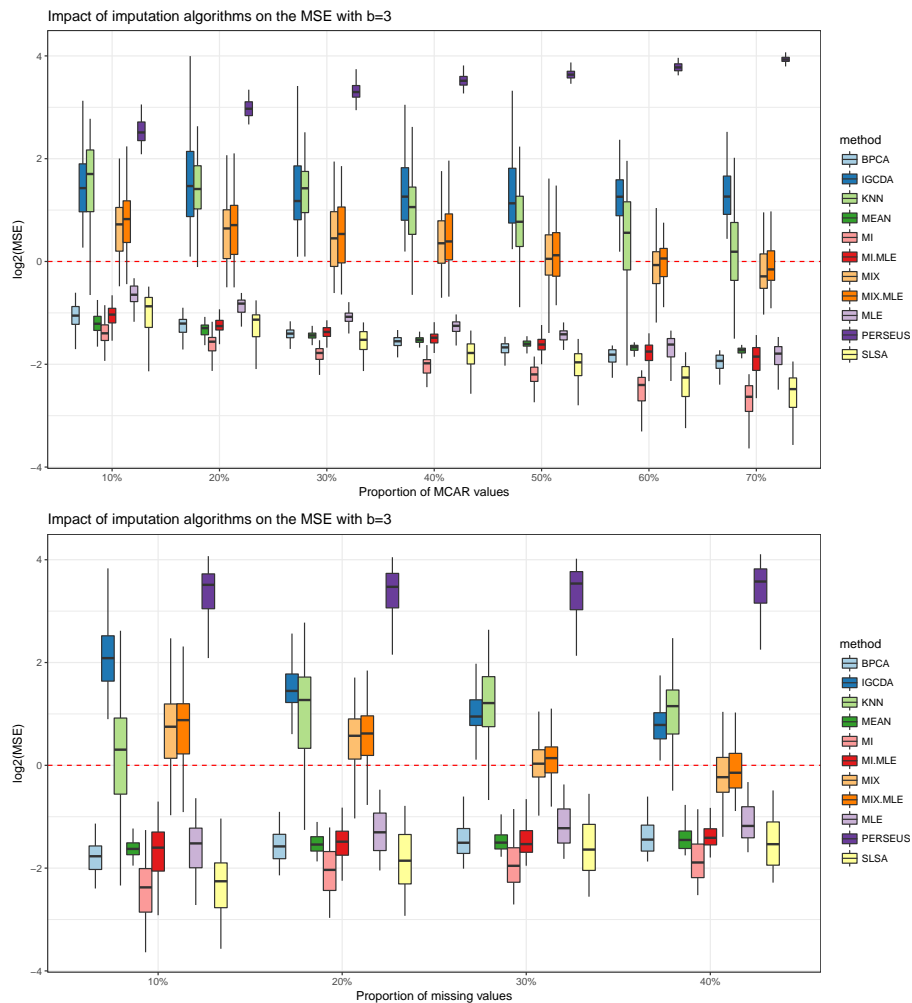 Impact of imputation algorithms on the MSE with b=3
log2(MSE)
4
2
0
−2
−4
10%
20%
30%
40%
50%
60%
70%
Proportion of MCAR values
method
BPCA
IGCDA
KNN
MEAN
MI
MI.MLE
MIX
MIX.MLE
MLE
PERSEUS
SLSA
Impact of imputation algorithms on the MSE with b=3
log2(MSE)
4
2
0
−2
−4
10%
20%
30%
40%
Proportion of missing values
method
BPCA
IGCDA
KNN
MEAN
MI
MI.MLE
MIX
MIX.MLE
MLE
PERSEUS
SLSA